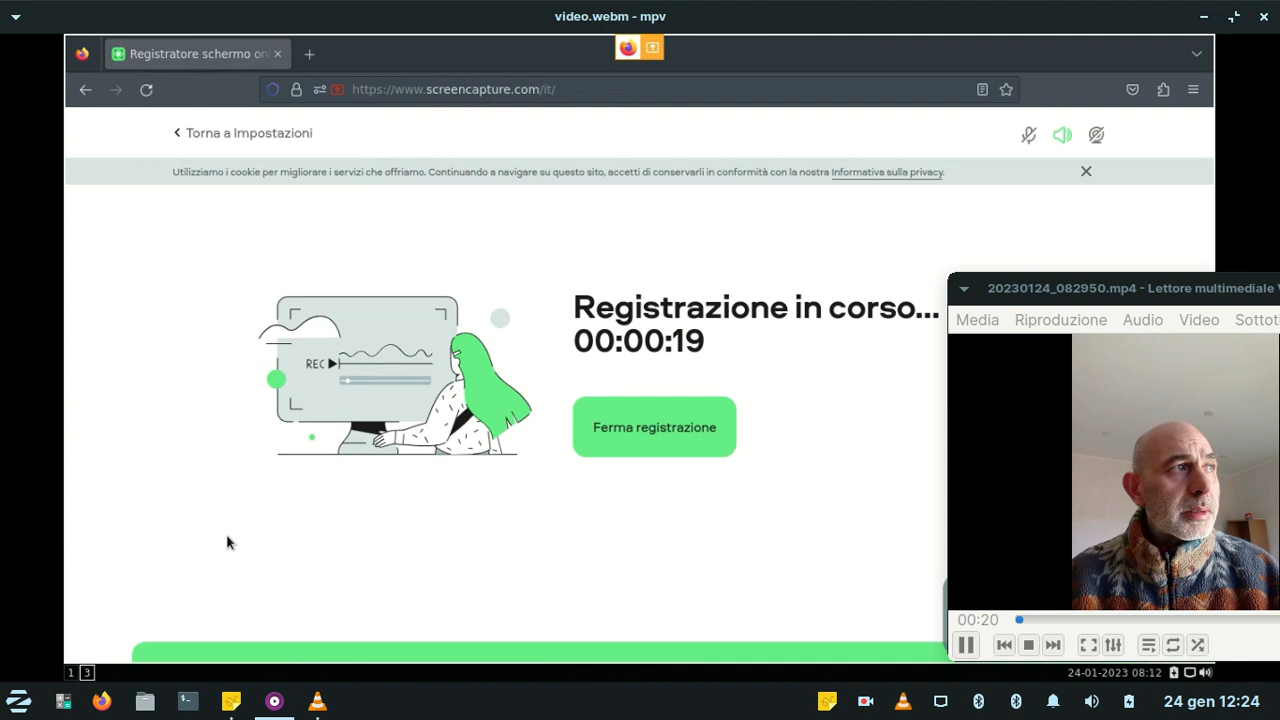 video.webm - mpv
Registratore schermo onl
https://www.screencapture.com/it/
Torna a Impostazioni
Utilizziamo i cookie per migliorare i servizi che offriamo. Continuando a navigare su questo sito, accetti di conservarli in conformità con la nostra Informativa sulla privacy.
REC
Registrazione in corso...
00:00:19
Ferma registrazione
20230124_082950.mp4 - Lettore multimediale V
Media Riproduzione Audio Video Sottot
00:20
1 3
24-01-2023 08:12
24 gen 12:24